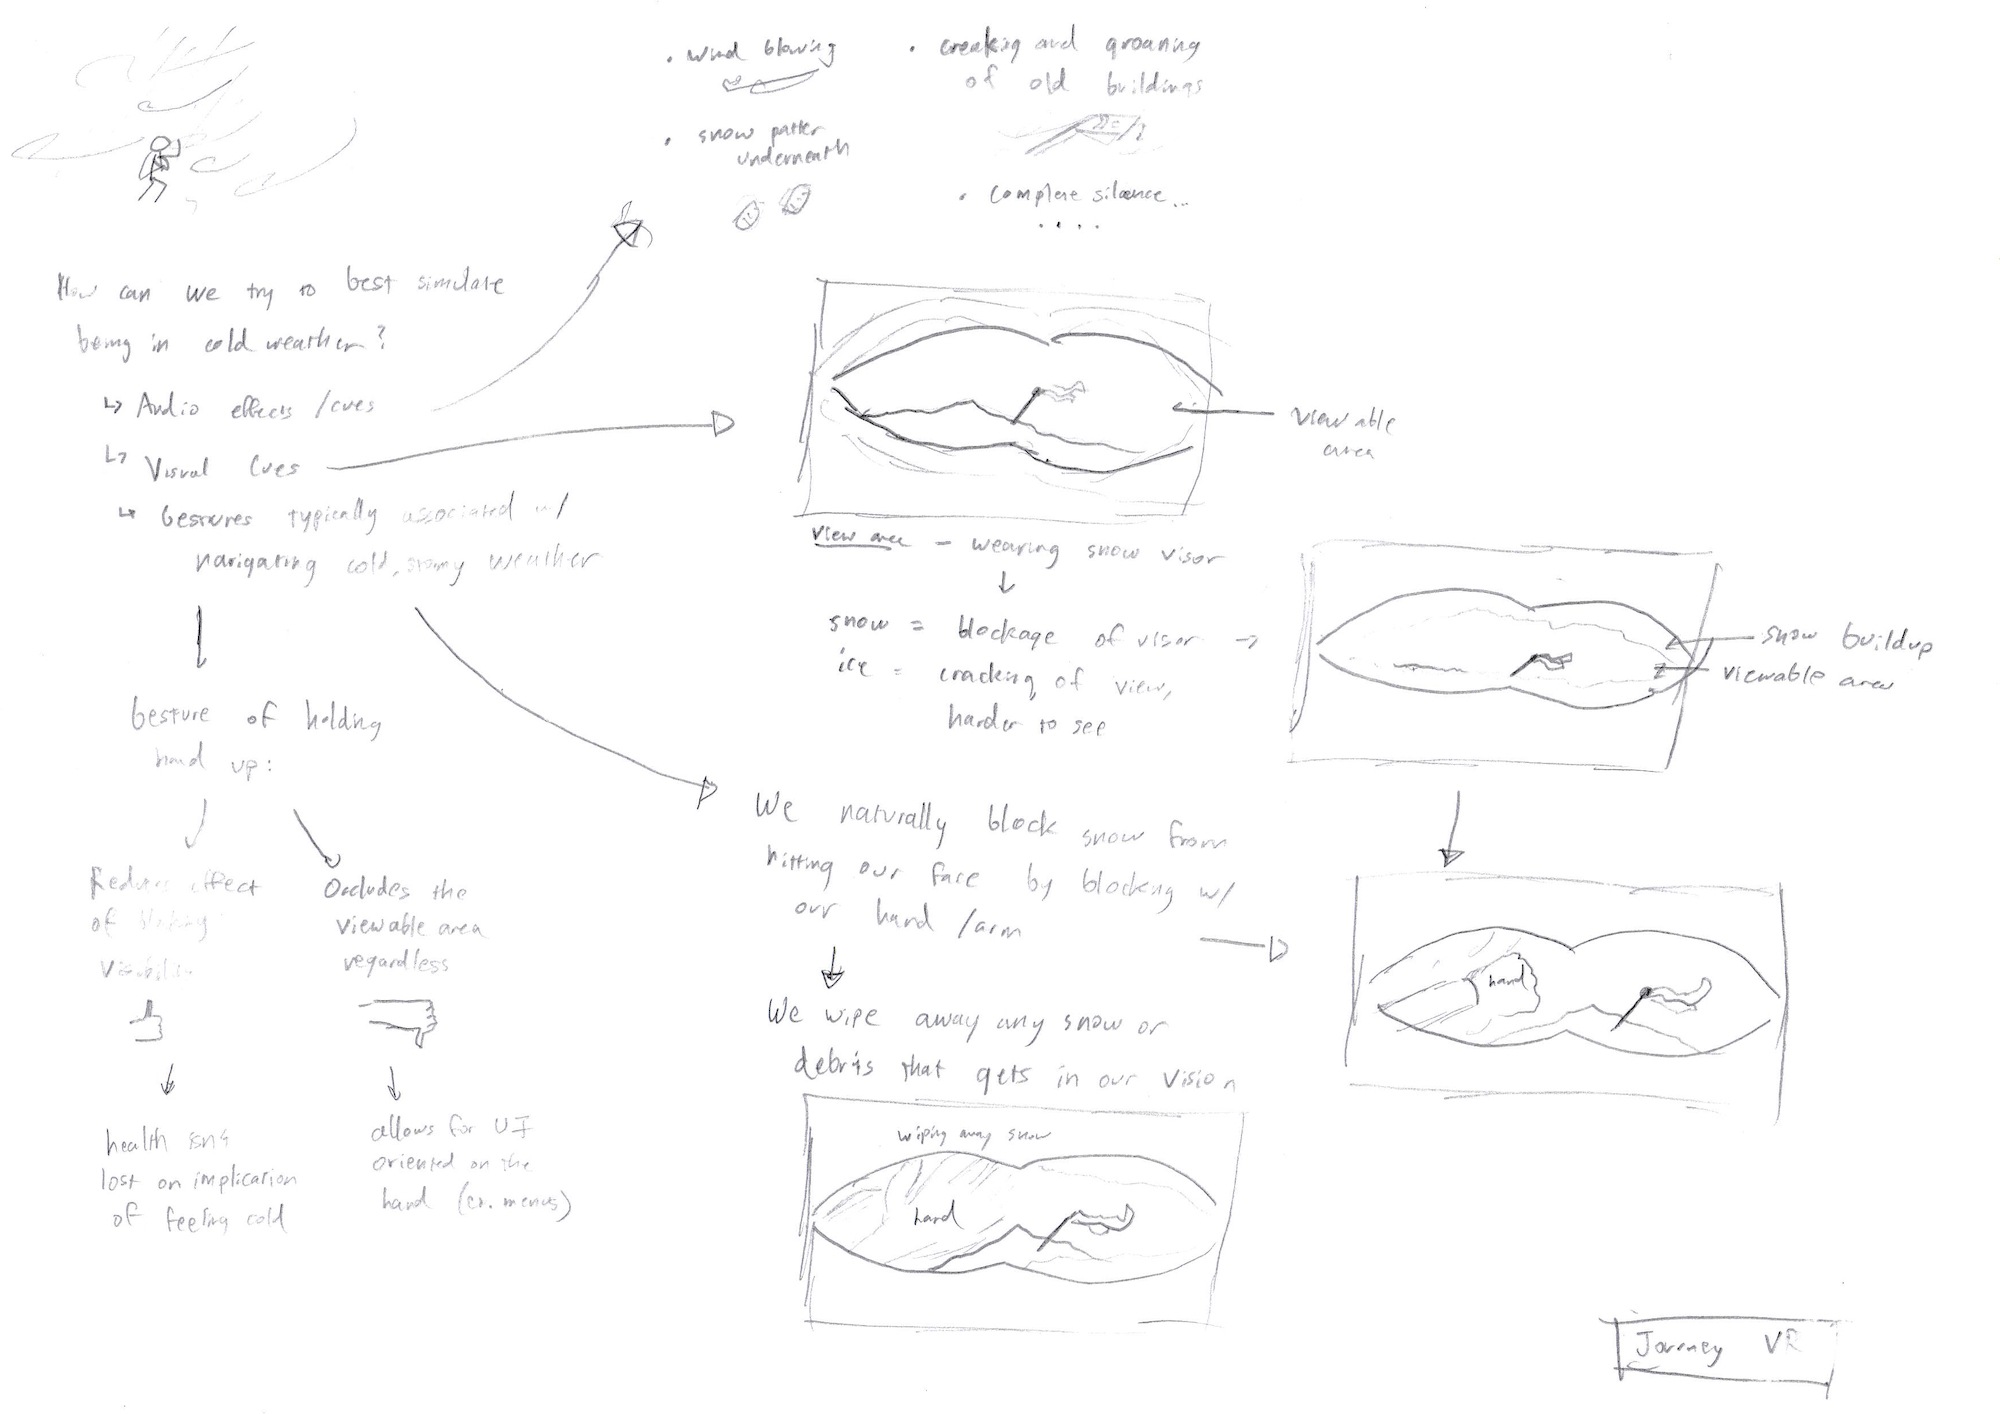 • wind blowing
• creaking and groaning
of old buildings
• snow patter
underneath
• Complete silence...
....
How can we try to best simulate
being in cold weather?
↳ Audio effects/cues
↳ Visual Cues
↳ Gestures typically associated w/
navigating cold, stormy weather
viewable
area
view area – wearing snow visor
snow = blockage of visor →
ice = cracking of view,
harder to see
snow buildup
viewable area
Gesture of holding
hand up:
Reduces effect
of blocking
visibility
Occludes the
viewable area
regardless
health isn't
lost on implication
of feeling cold
allows for UI
oriented on the
hand (ex. menus)
We naturally block snow from
hitting our face by blocking w/
our hand/arm
hand
We wipe away any snow or
debris that gets in our vision
wiping away snow
hand
Journey VR